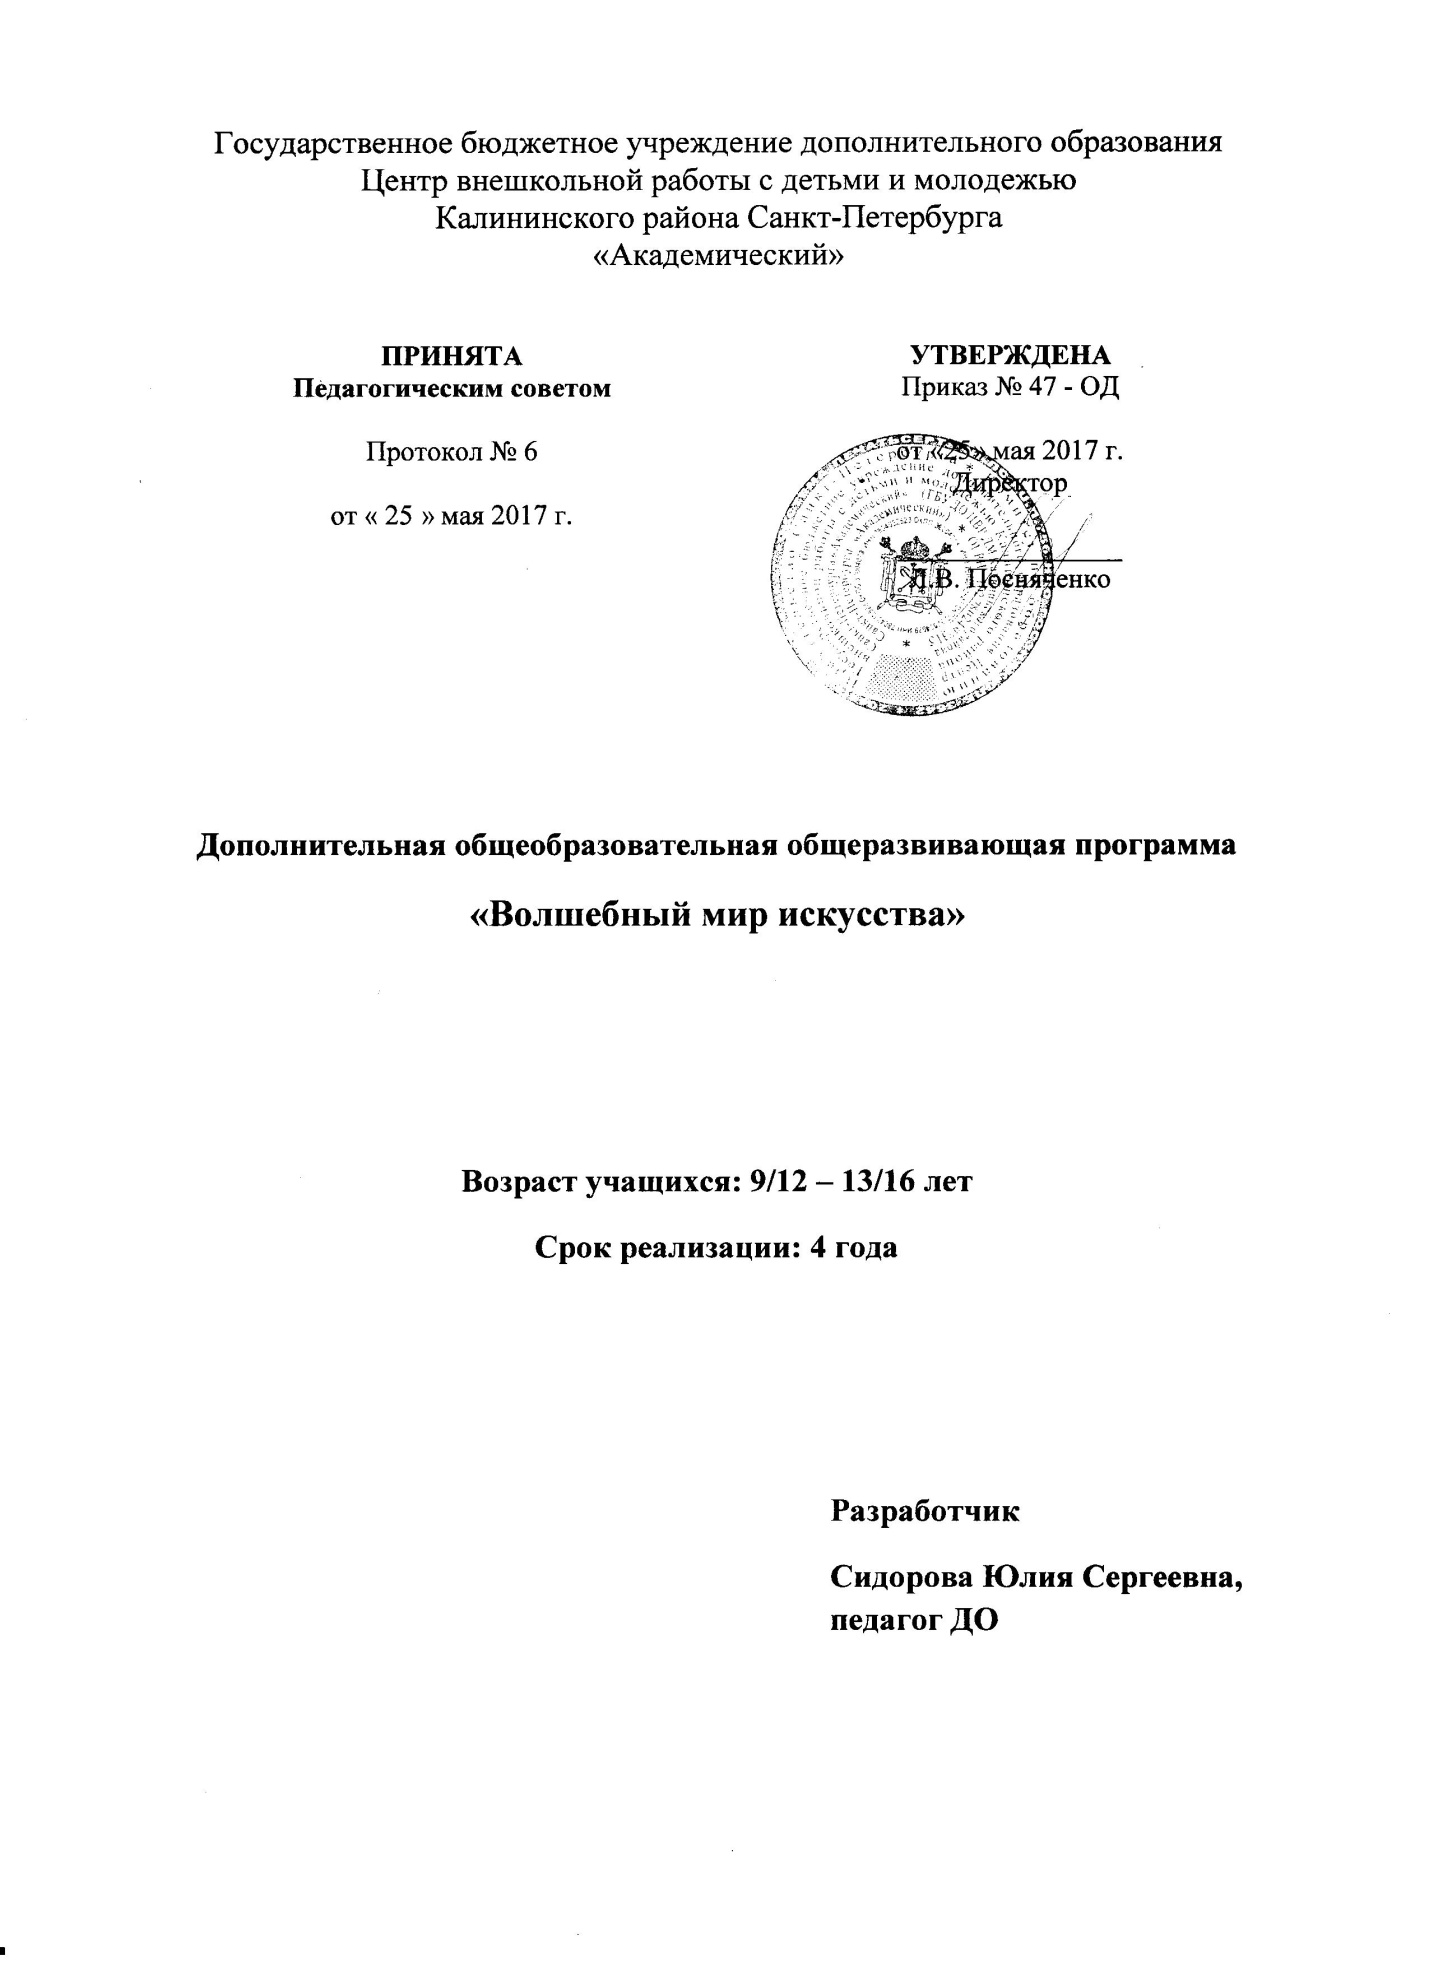 Государственное бюджетное учреждение дополнительного образования
Центр внешкольной работы с детьми и молодежью
Калининского района Санкт-Петербурга
«Академический»
ПРИНЯТА
Педагогическим советом
Протокол № 6
от « 25 » мая 2017 г.
УТВЕРЖДЕНА
Приказ № 47 - ОД
от «25» мая 2017 г.
Директор
Л.В. Посняченко
Дополнительная общеобразовательная общеразвивающая программа
«Волшебный мир искусства»
Возраст учащихся: 9/12 – 13/16 лет
Срок реализации: 4 года
Разработчик
Сидорова Юлия Сергеевна,
педагог ДО